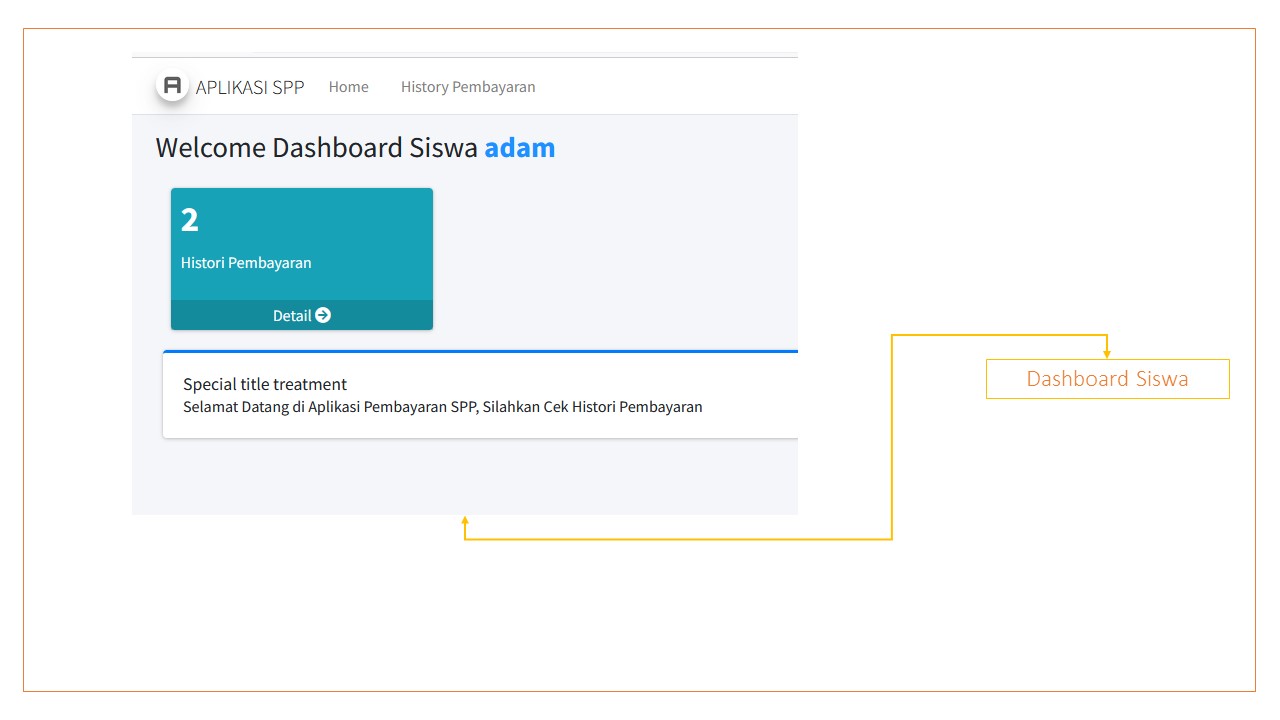 APLIKASI SPP Home History Pembayaran
Welcome Dashboard Siswa adam
2
Histori Pembayaran
Detail
Special title treatment
Selamat Datang di Aplikasi Pembayaran SPP, Silahkan Cek Histori Pembayaran
Dashboard Siswa